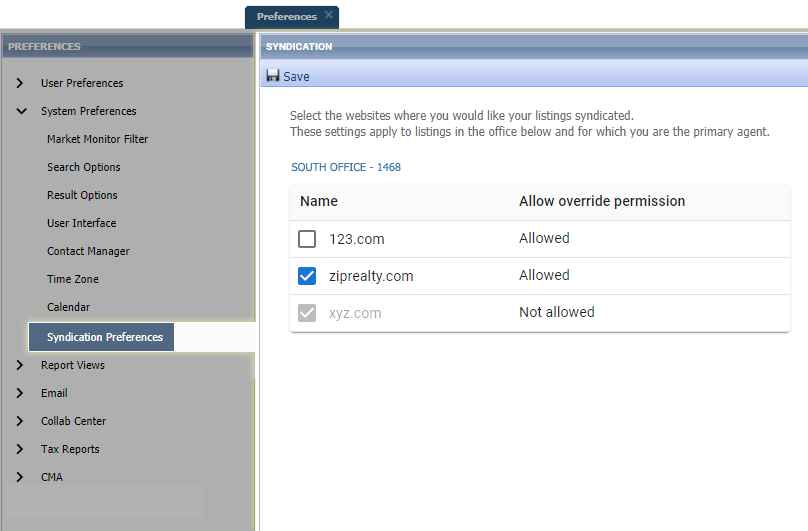 Preferences
PREFERENCES
User Preferences
System Preferences
Market Monitor Filter
Search Options
Result Options
User Interface
Contact Manager
Time Zone
Calendar
Syndication Preferences
Report Views
Email
Collab Center
Tax Reports
CMA
SYNDICATION
Save
Select the websites where you would like your listings syndicated.
These settings apply to listings in the office below and for which you are the primary agent.
SOUTH OFFICE - 1468
Name Allow override permission
123.com Allowed
ziprealty.com Allowed
xyz.com Not allowed